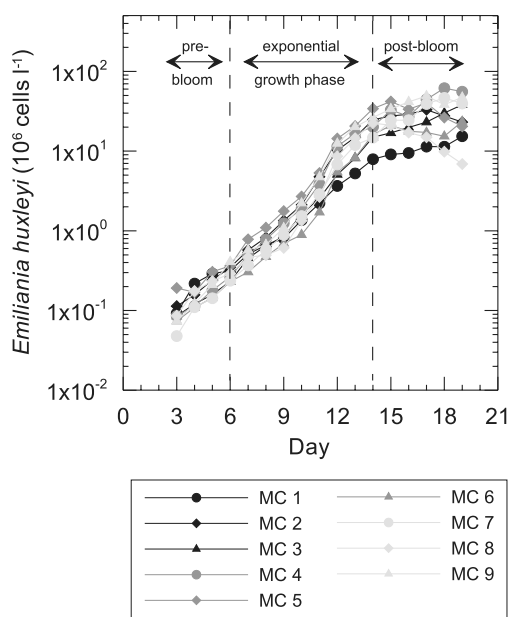 pre-
bloom
exponential
growth phase
post-bloom
Emiliania huxleyi (10⁶ cells l⁻¹)
1x10⁺²
1x10⁺¹
1x10⁺⁰
1x10⁻¹
1x10⁻²
0 3 6 9 12 15 18 21
Day
MC 1
MC 2
MC 3
MC 4
MC 5
MC 6
MC 7
MC 8
MC 9